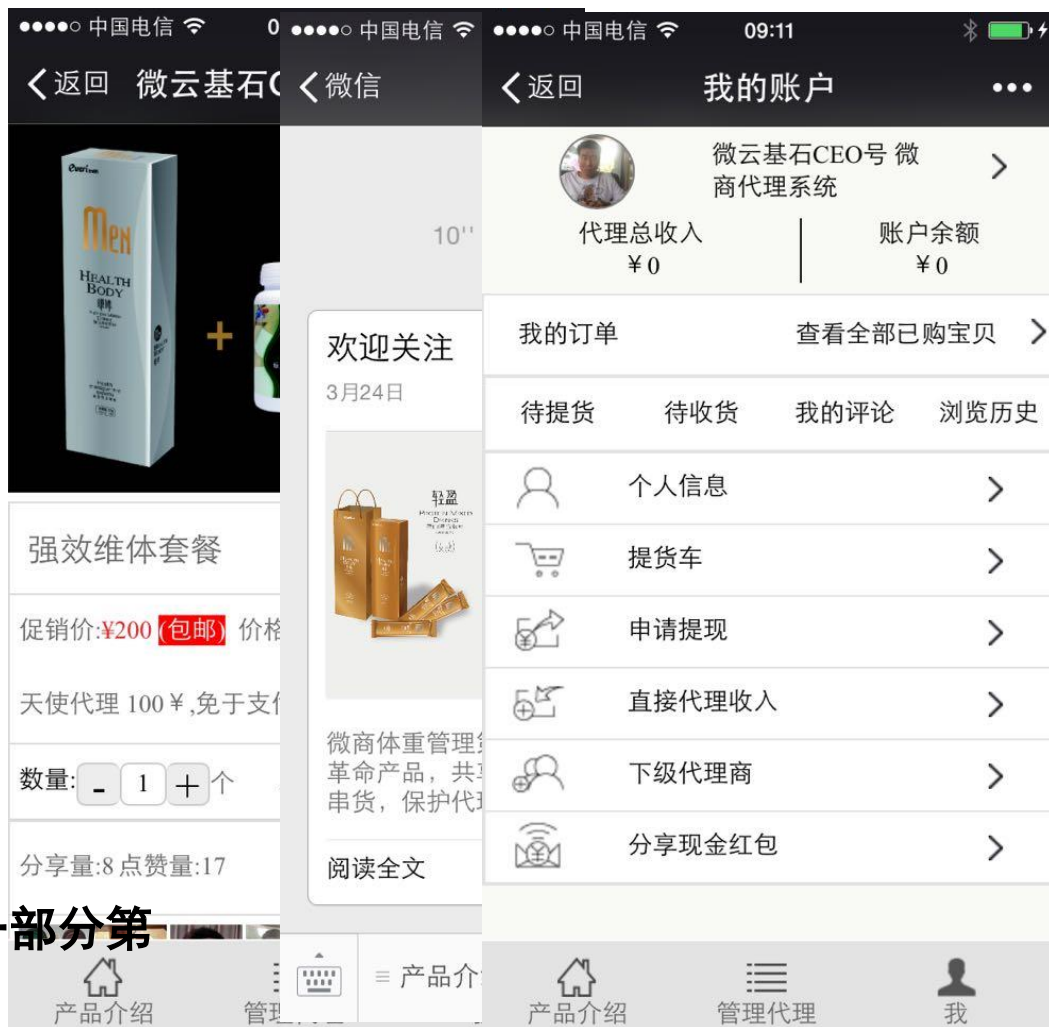 ●●●●○ 中国电信
0
返回 微云基石C
everi
Men
HEALTH
BODY
+
强效维体套餐
促销价:¥200 (包邮) 价格
天使代理 100￥,免于支付
数量: - 1 + 个
分享量:8 点赞量:17
部分第
产品介绍
管理代理
●●●●○ 中国电信
微信
10''
欢迎关注
3月24日
轻盈
微商体重管理
革命产品，共
串货，保护代
阅读全文
产品介
●●●●○ 中国电信 09:11
返回 我的账户 •••
微云基石CEO号 微
商代理系统
代理总收入 账户余额
￥0 ￥0
我的订单 查看全部已购宝贝
待提货 待收货 我的评论 浏览历史
个人信息
提货车
申请提现
直接代理收入
下级代理商
分享现金红包
产品介绍 管理代理 我